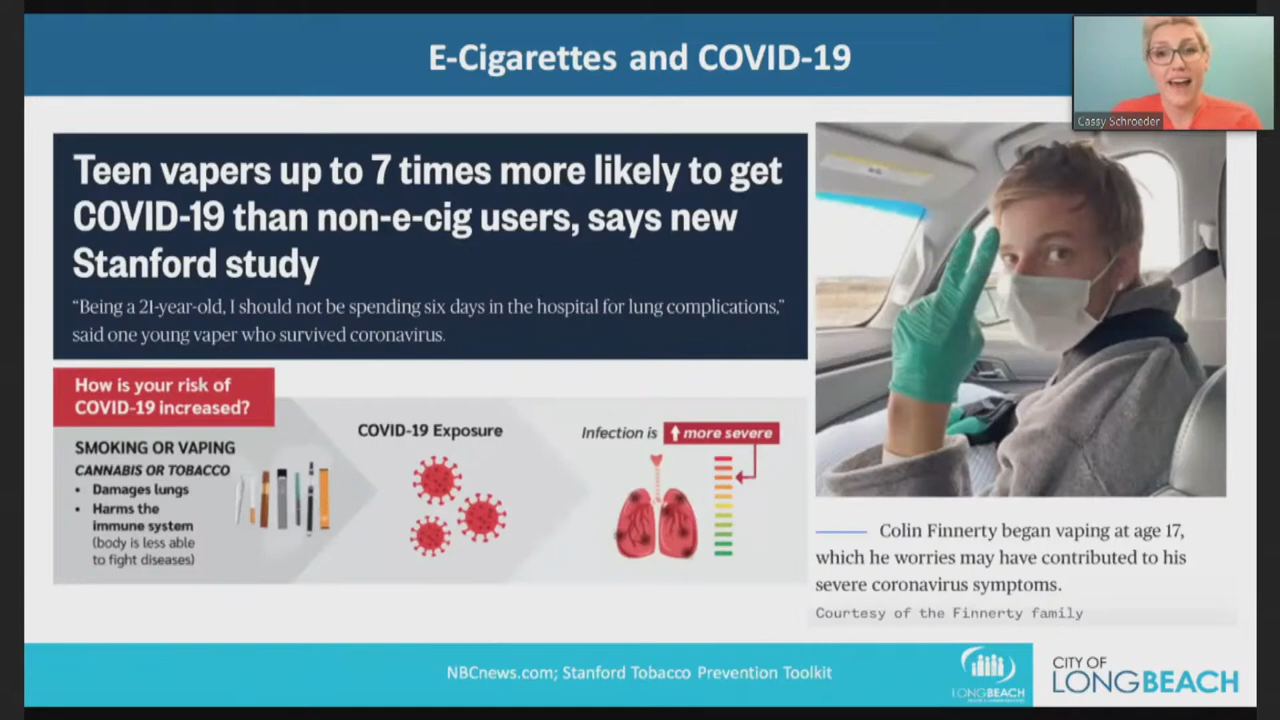 E-Cigarettes and COVID-19
Cassy Schroeder
Teen vapers up to 7 times more likely to get
COVID-19 than non-e-cig users, says new
Stanford study
“Being a 21-year-old, I should not be spending six days in the hospital for lung complications,”
said one young vaper who survived coronavirus.
How is your risk of
COVID-19 increased?
SMOKING OR VAPING
CANNABIS OR TOBACCO
• Damages lungs
• Harms the
immune system
(body is less able
to fight diseases)
COVID-19 Exposure
Infection is more severe
Colin Finnerty began vaping at age 17,
which he worries may have contributed to his
severe coronavirus symptoms.
Courtesy of the Finnerty family
NBCnews.com; Stanford Tobacco Prevention Toolkit
LONGBEACH
CITY OF
LONGBEACH